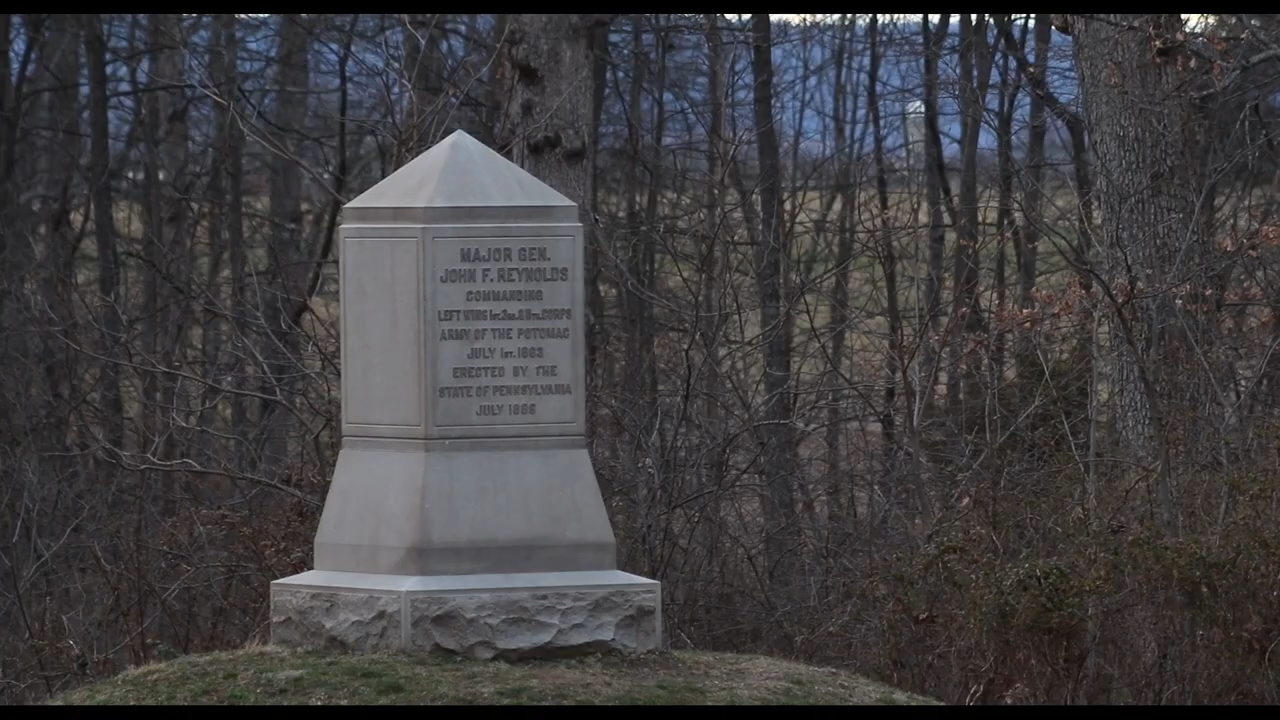 MAJOR GEN.
JOHN F. REYNOLDS
COMMANDING
LEFT WING 1ST. 3RD. & 11TH. CORPS
ARMY OF THE POTOMAC
JULY 1ST. 1863
ERECTED BY THE
STATE OF PENNSYLVANIA
JULY 1886